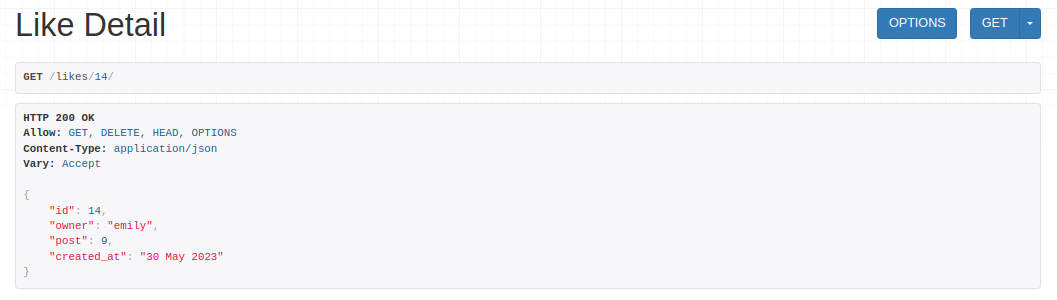 Like Detail
OPTIONS
GET
GET /likes/14/
HTTP 200 OK
Allow: GET, DELETE, HEAD, OPTIONS
Content-Type: application/json
Vary: Accept
{
    "id": 14,
    "owner": "emily",
    "post": 9,
    "created_at": "30 May 2023"
}